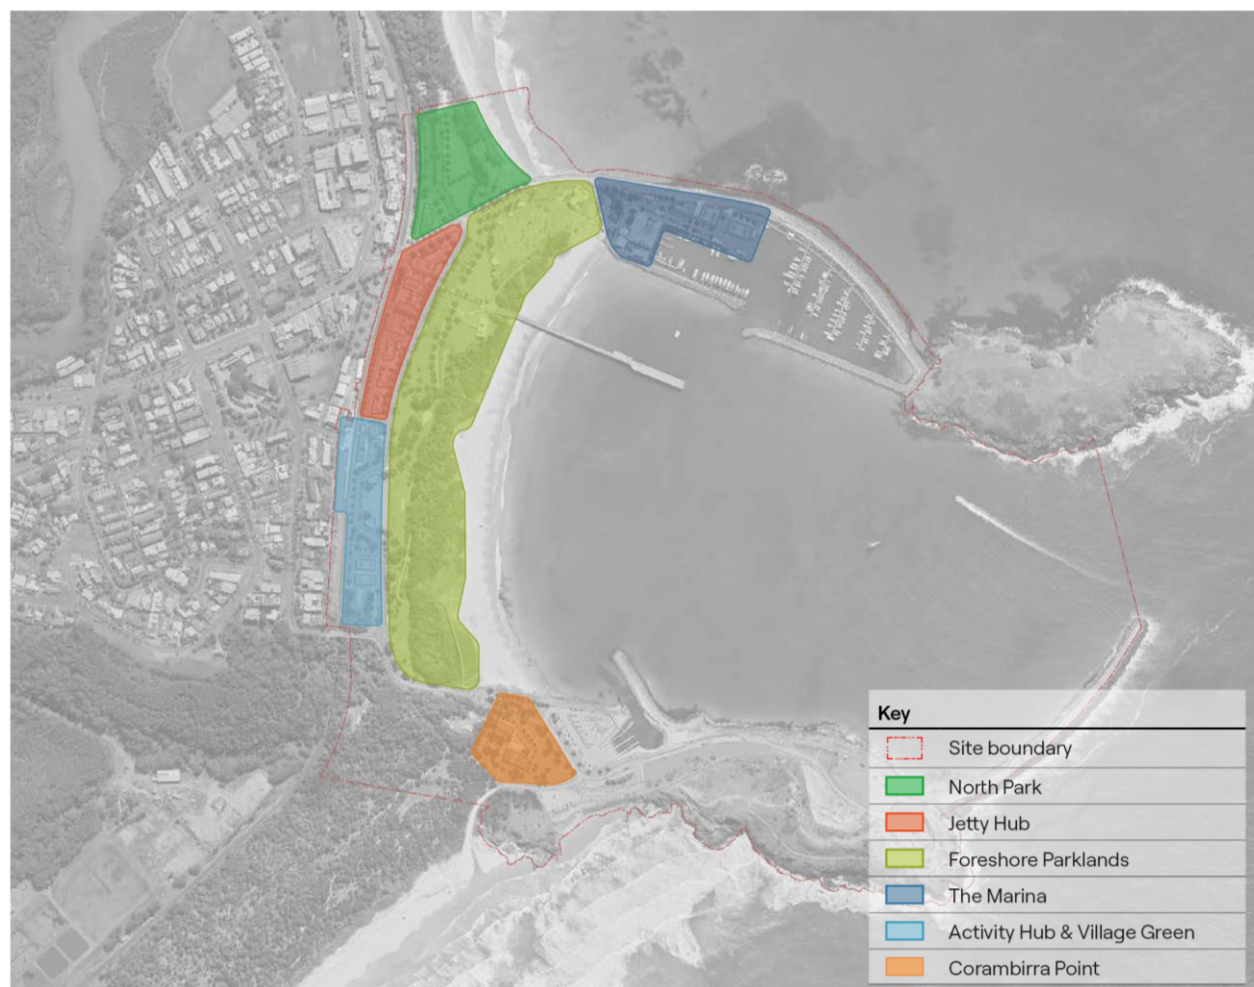 Key
Site boundary
North Park
Jetty Hub
Foreshore Parklands
The Marina
Activity Hub & Village Green
Corambirra Point